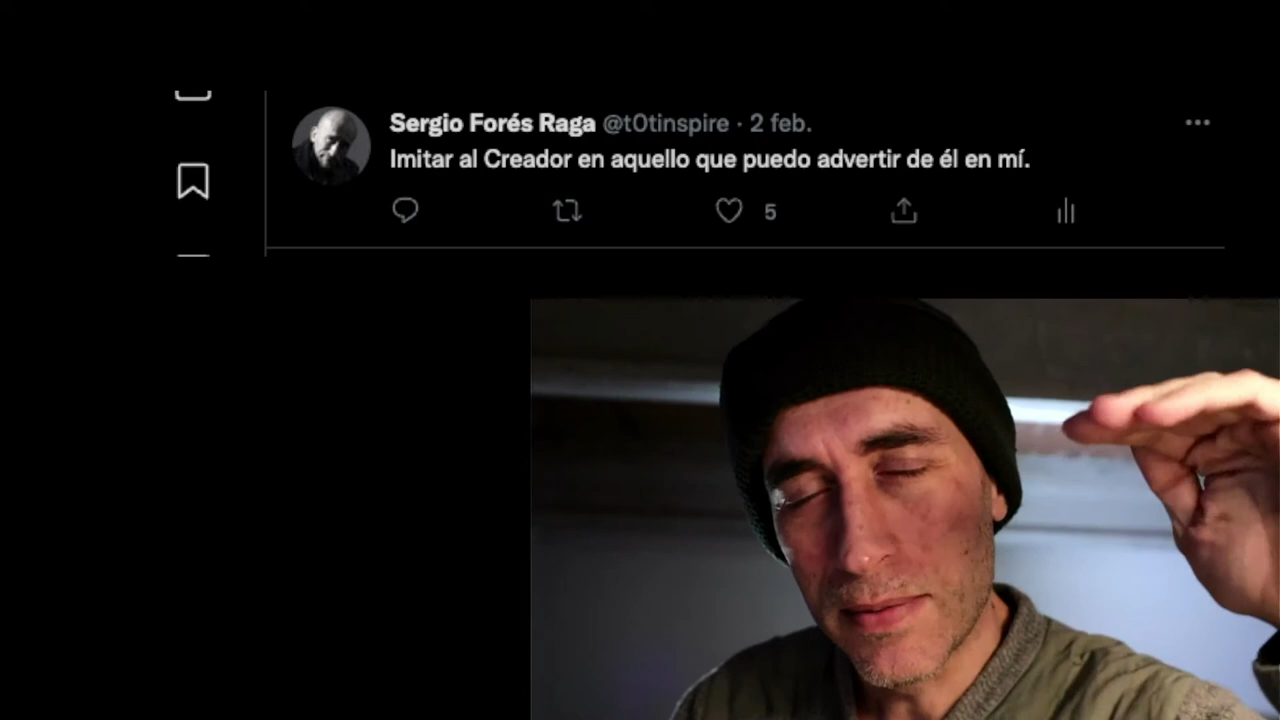 Sergio Forés Raga @t0tinspire · 2 feb.
Imitar al Creador en aquello que puedo advertir de él en mí.
5